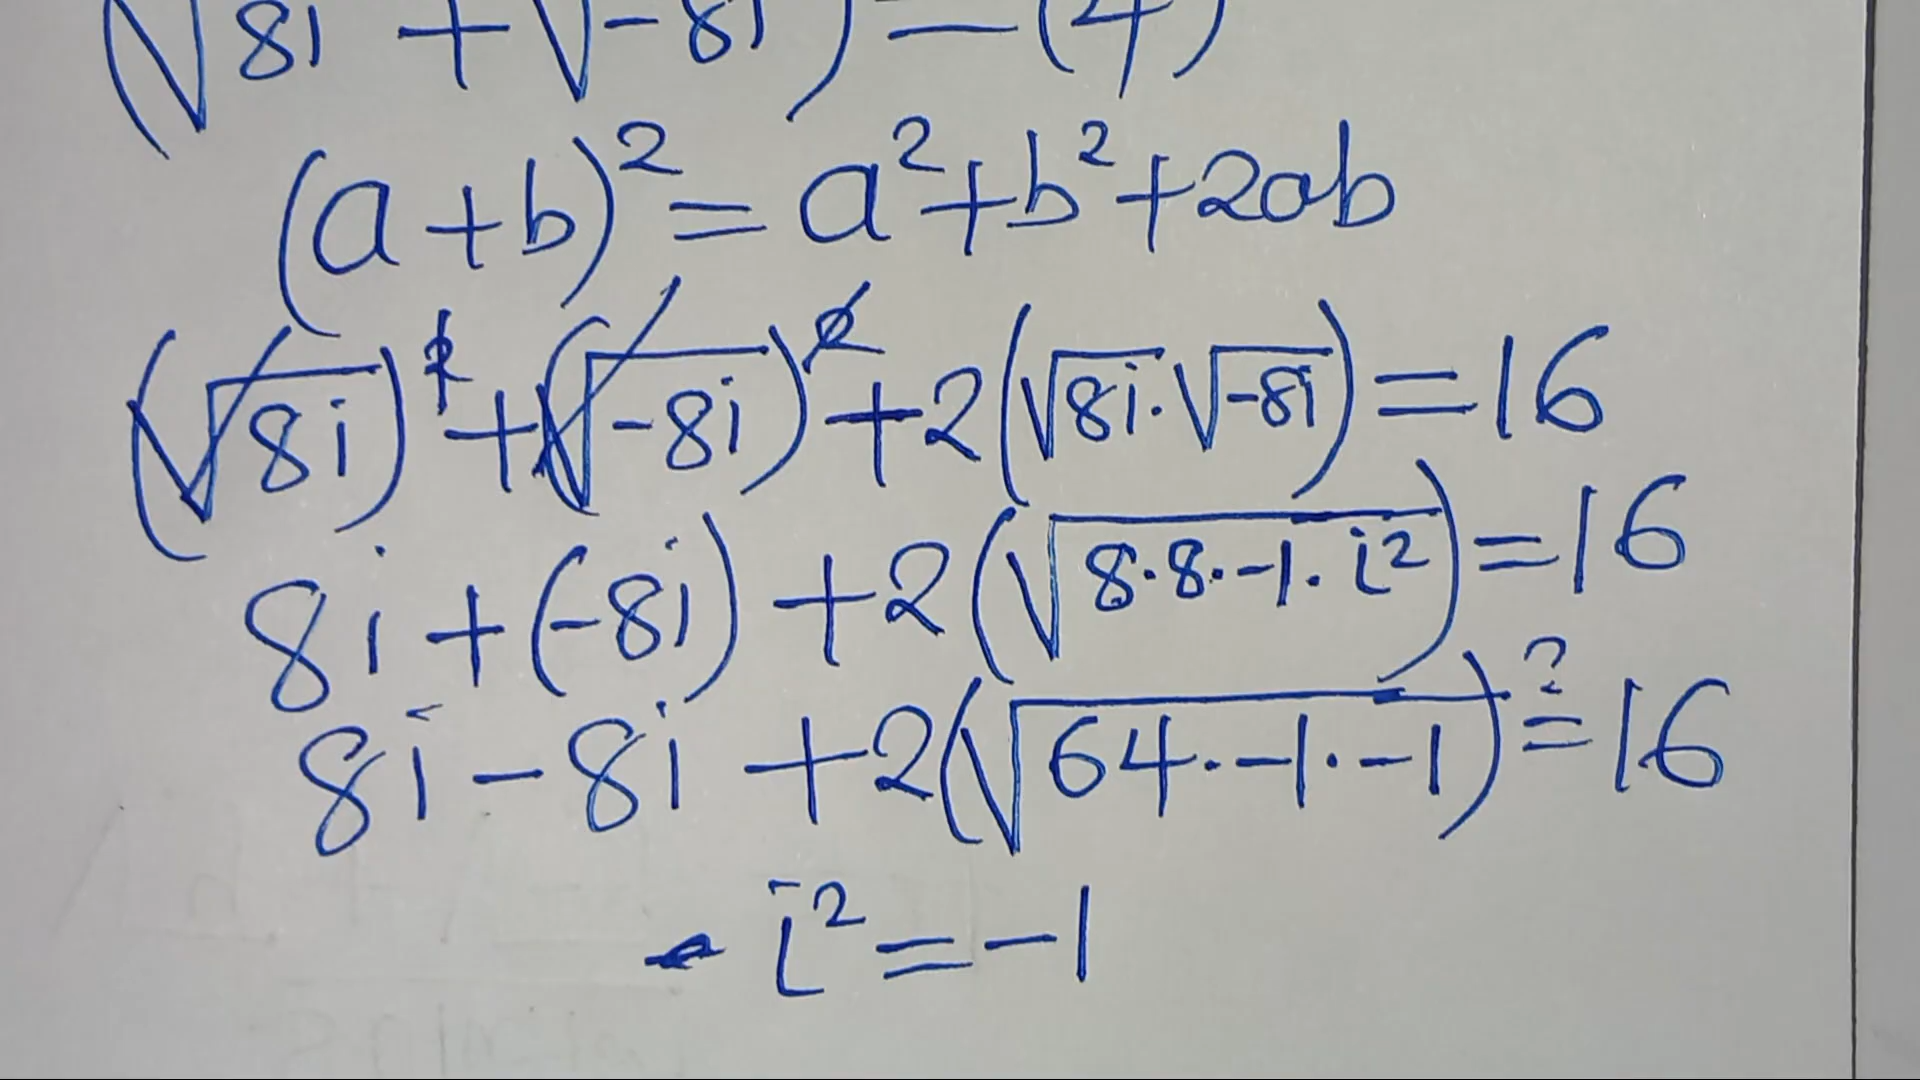 (√8i + √-8i) = (4)
(a+b)² = a²+b²+2ab
(√8i)² + (√-8i)² + 2(√8i·√-8i) = 16
8i + (-8i) + 2(√8·8·-1·i²) = 16
8i - 8i + 2(√64·-1·-1) ?= 16
- i² = -1